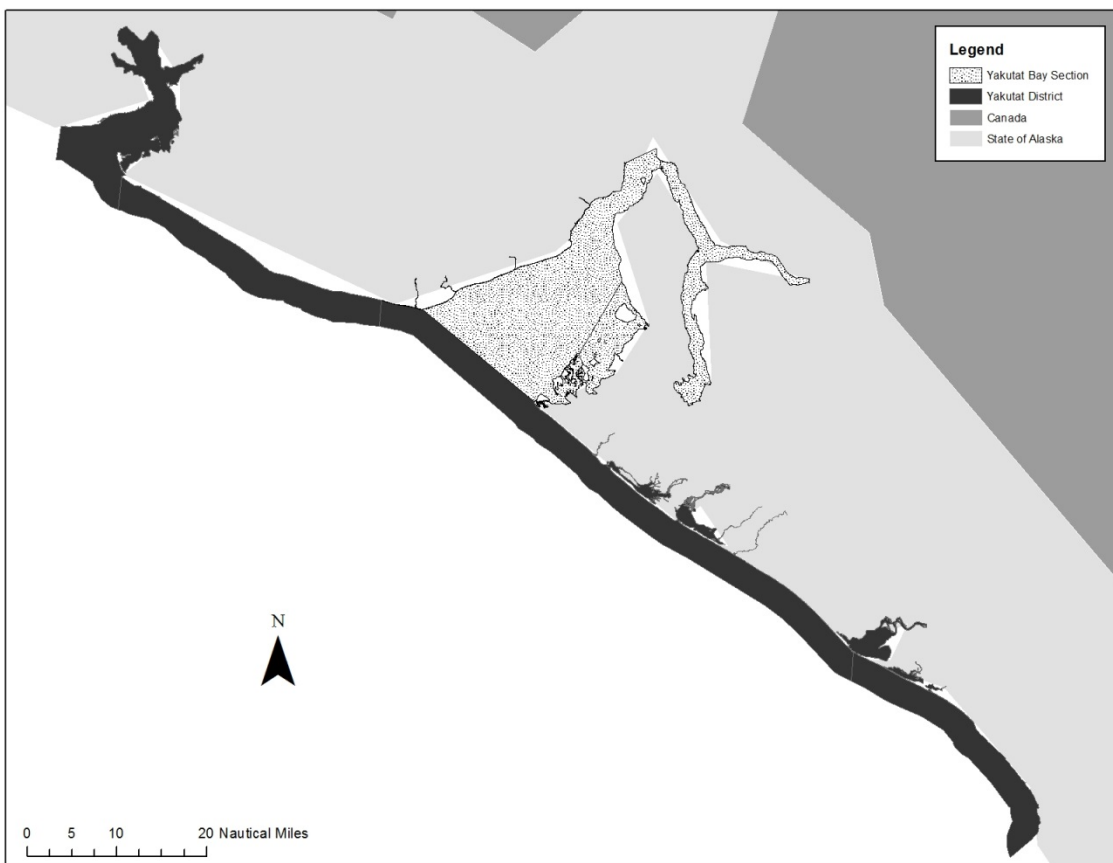 Legend
Yakutat Bay Section
Yakutat District
Canada
State of Alaska
N
0 5 10 20 Nautical Miles